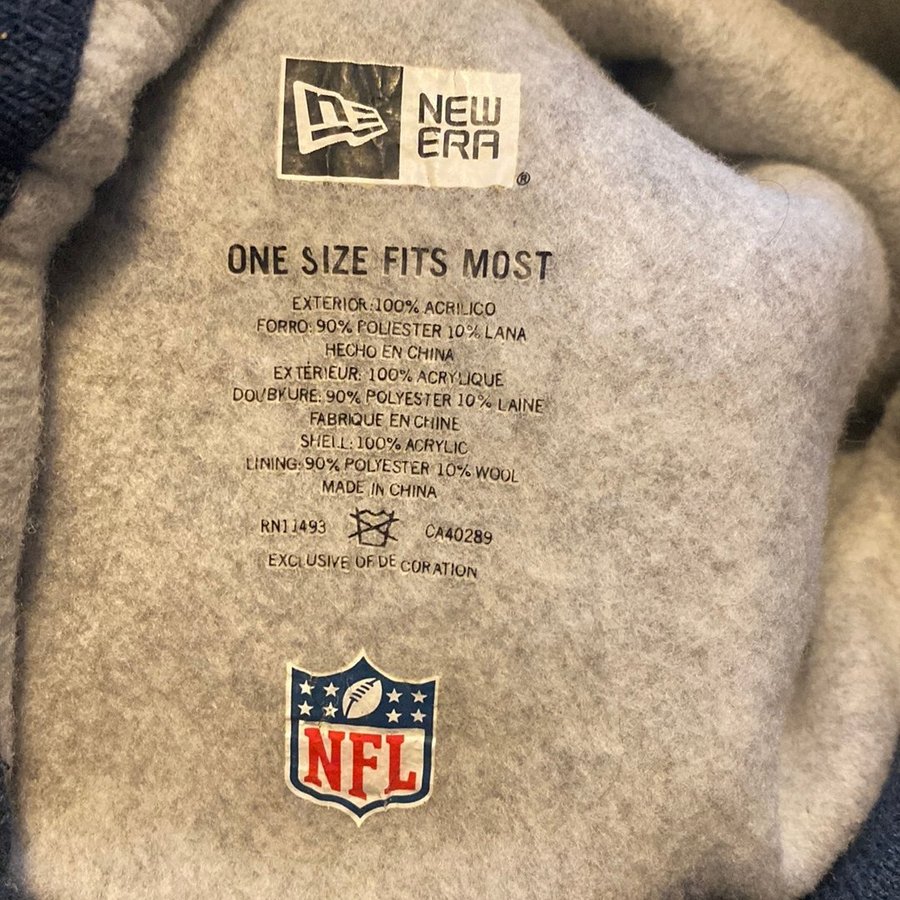 NEW
ERA
®
ONE SIZE FITS MOST
EXTERIOR: 100% ACRILICO
FORRO: 90% POLIESTER 10% LANA
HECHO EN CHINA
EXTÉRIEUR: 100% ACRYLIQUE
DOUBKURE: 90% POLYESTER 10% LAINE
FABRIQUE EN CHINE
SHELL: 100% ACRYLIC
LINING: 90% POLYESTER 10% WOOL
MADE IN CHINA
RN11493 CA40289
EXCLUSIVE OF DECORATION
NFL